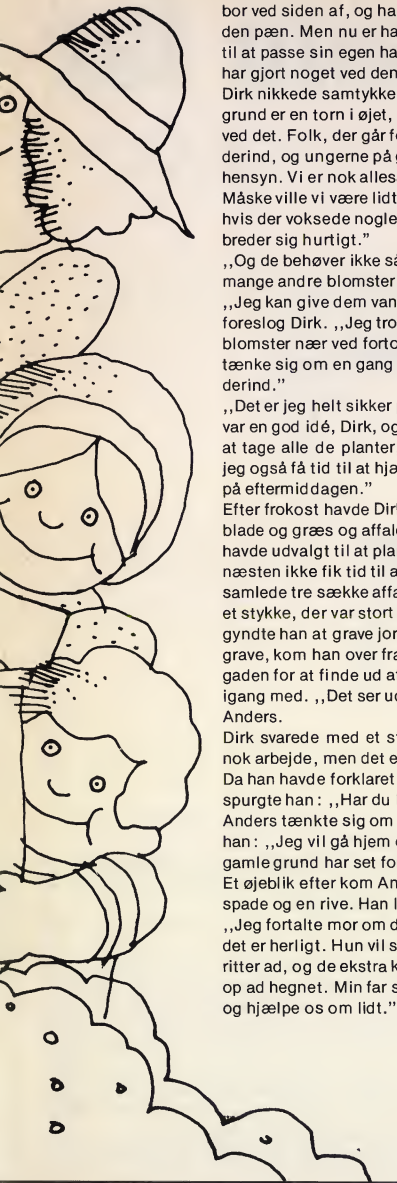 bor ved siden af, og ha
den pæn. Men nu er ha
til at passe sin egen ha
har gjort noget ved den
Dirk nikkede samtykke
grund er en torn i øjet,
ved det. Folk, der går fo
derind, og ungerne på g
hensyn. Vi er nok alles
Måske ville vi være lidt
hvis der voksede nogle
breder sig hurtigt.”
,,Og de behøver ikke så
mange andre blomster
,,Jeg kan give dem van
foreslog Dirk. ,,Jeg tro
blomster nær ved forto
tænke sig om en gang
derind.”
,,Det er jeg helt sikker
var en god idé, Dirk, og
at tage alle de planter
jeg også få tid til at hjæ
på eftermiddagen.”
Efter frokost havde Dir
blade og græs og affal
havde udvalgt til at pla
næsten ikke fik tid til a
samlede tre sække affa
et stykke, der var stort
gyndte han at grave jor
grave, kom han over fra
gaden for at finde ud af
igang med. ,,Det ser ud
Anders.
Dirk svarede med et s
nok arbejde, men det e
Da han havde forklaret
spurgte han: ,,Har du
Anders tænkte sig om
han: ,,Jeg vil gå hjem o
gamle grund har set fo
Et øjeblik efter kom An
spade og en rive. Han l
,,Jeg fortalte mor om d
det er herligt. Hun vil s
ritter ad, og de ekstra k
op ad hegnet. Min far s
og hjælpe os om lidt.”